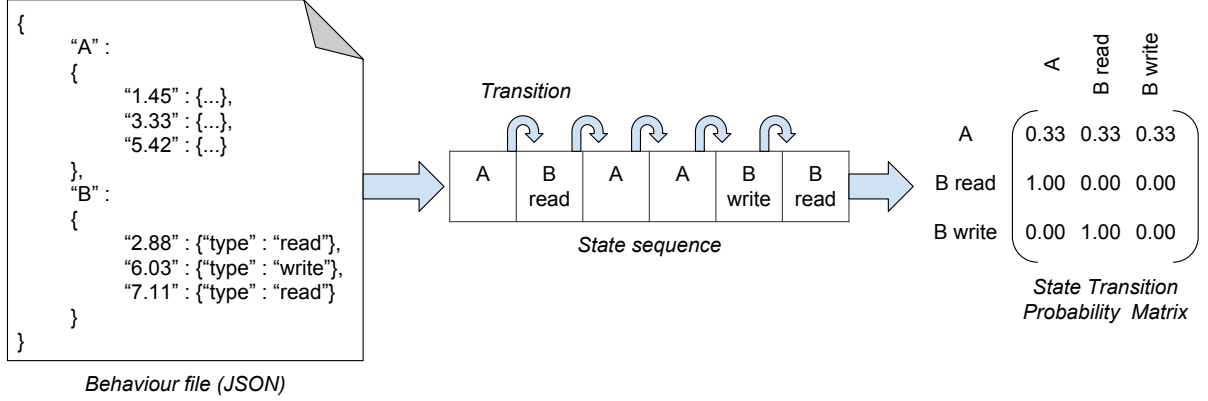 {
“A” :
{
“1.45” : {...},
“3.33” : {...},
“5.42” : {...}
},
“B” :
{
“2.88” : {“type” : “read”},
“6.03” : {“type” : “write”},
“7.11” : {“type” : “read”}
}
}
Behaviour file (JSON)
Transition
A B A A B B
read write read
State sequence
A B read B write
A 0.33 0.33 0.33
B read 1.00 0.00 0.00
B write 0.00 1.00 0.00
State Transition
Probability Matrix